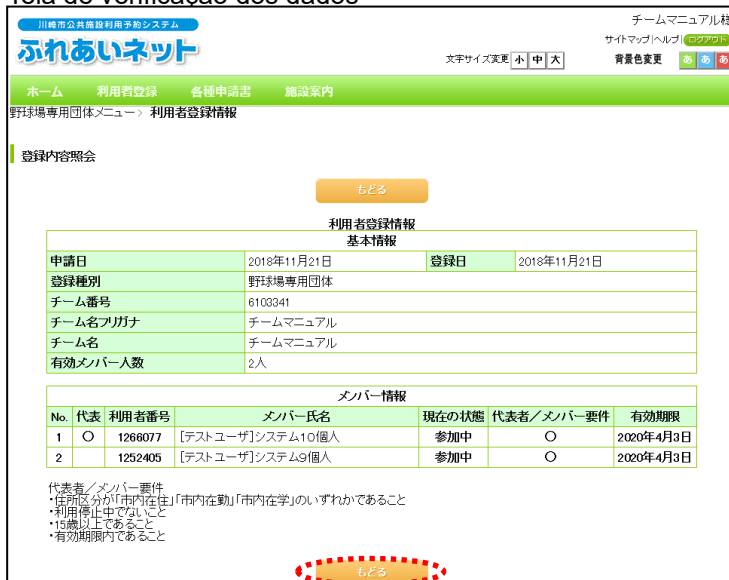 Tela de verificação dos dados
川崎市公共施設利用予約システム
ふれあいネット
チームマニュアル様
サイトマップ|ヘルプ|ログアウト
文字サイズ変更 小 中 大 背景色変更 あ あ あ
ホーム 利用者登録 各種申請書 施設案内
野球場専用団体メニュー> 利用者登録情報
登録内容照会
もどる
利用者登録情報
基本情報
申請日 2018年11月21日 登録日 2018年11月21日
登録種別 野球場専用団体
チーム番号 6103341
チーム名フリガナ チームマニュアル
チーム名 チームマニュアル
有効メンバー人数 2人
メンバー情報
No. 代表 利用者番号 メンバー氏名 現在の状態 代表者/メンバー要件 有効期限
1 ○ 1266077 [テストユーザ]システム10個人 参加中 ○ 2020年4月3日
2 1252405 [テストユーザ]システム9個人 参加中 ○ 2020年4月3日
代表者/メンバー要件
・住所区分が「市内在住」「市内在勤」「市内在学」のいずれかであること
・利用停止中でないこと
・15歳以上であること
・有効期限内であること
もどる